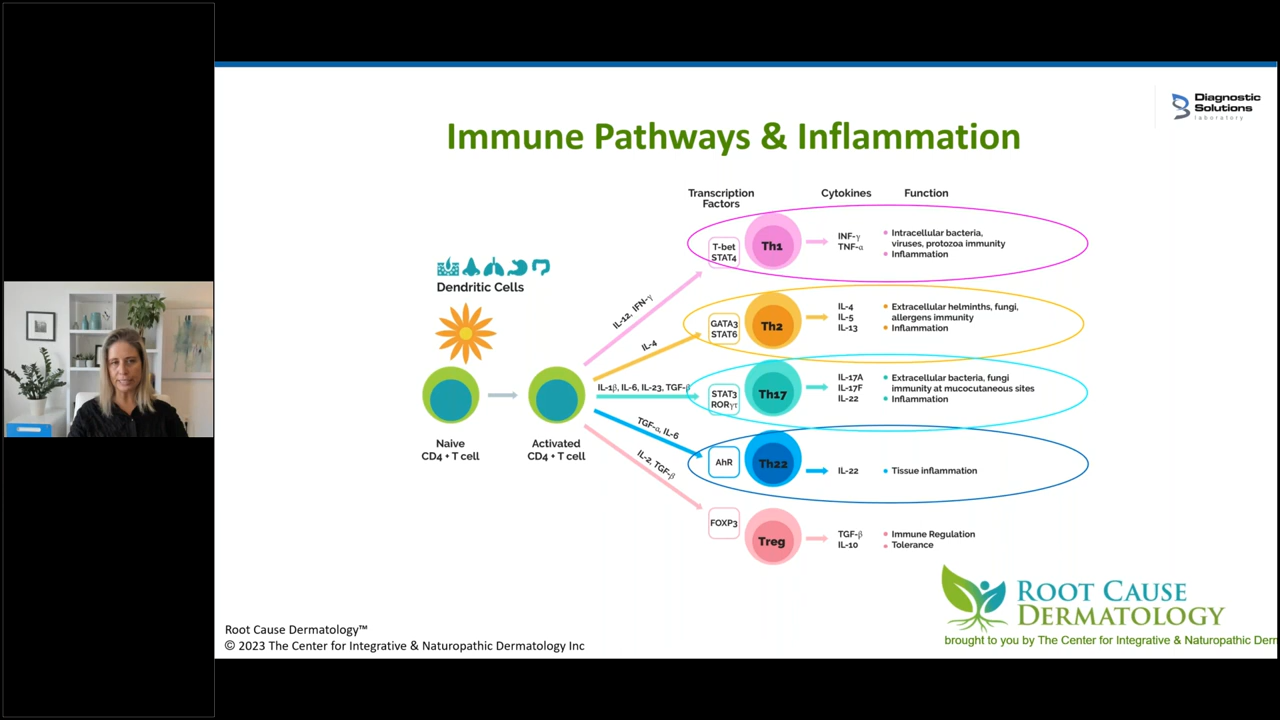 Diagnostic
Solutions
laboratory
Immune Pathways & Inflammation
Transcription
Factors
Cytokines
Function
T-bet
STAT4
Th1
INF-γ
TNF-α
Intracellular bacteria,
viruses, protozoa immunity
Inflammation
Dendritic Cells
IL-12, IFN-γ
GATA3
STAT6
Th2
IL-4
IL-5
IL-13
Extracellular helminths, fungi,
allergens immunity
Inflammation
IL-4
IL-1β, IL-6, IL-23, TGF-β
STAT3
RORγτ
Th17
IL-17A
IL-17F
IL-22
Extracellular bacteria, fungi
immunity at mucocutaneous sites
Inflammation
Naive
CD4 + T cell
Activated
CD4 + T cell
TGF-α, IL-6
AhR
Th22
IL-22
Tissue inflammation
IL-2, TGF-β
FOXP3
Treg
TGF-β
IL-10
Immune Regulation
Tolerance
ROOT CAUSE
DERMATOLOGY
brought to you by The Center for Integrative & Naturopathic Der
Root Cause Dermatology™
© 2023 The Center for Integrative & Naturopathic Dermatology Inc